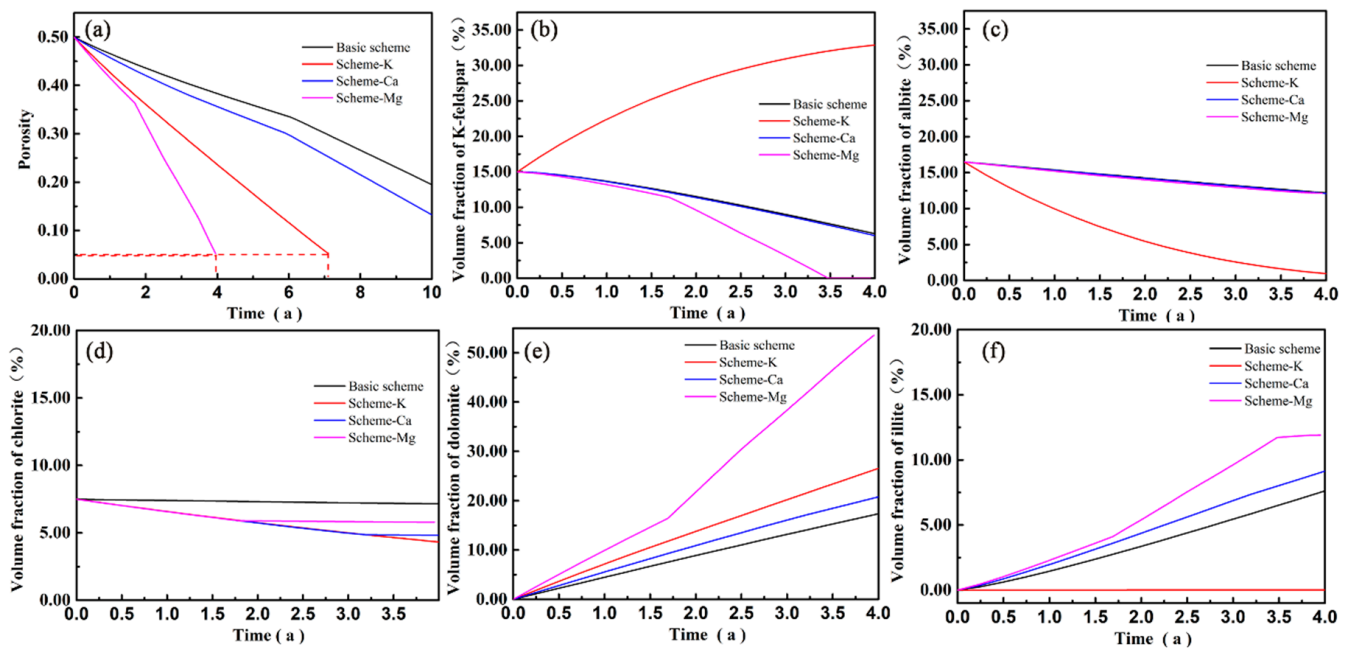 (a)
0.50
0.40
0.30
0.20
0.10
0.00
Porosity
Basic scheme
Scheme-K
Scheme-Ca
Scheme-Mg
0
2
4
6
8
10
Time （a）
(b)
35.00
30.00
25.00
20.00
15.00
10.00
5.00
0.00
Volume fraction of K-feldspar（%）
Basic scheme
Scheme-K
Scheme-Ca
Scheme-Mg
0.0
0.5
1.0
1.5
2.0
2.5
3.0
3.5
4.0
Time （a）
(c)
35.00
30.00
25.00
20.00
15.00
10.00
5.00
0.00
Volume fraction of albite（%）
Basic scheme
Scheme-K
Scheme-Ca
Scheme-Mg
0.0
0.5
1.0
1.5
2.0
2.5
3.0
3.5
4.0
Time （a）
(d)
20.00
15.00
10.00
5.00
0.00
Volume fraction of chlorite（%）
Basic scheme
Scheme-K
Scheme-Ca
Scheme-Mg
0.0
0.5
1.0
1.5
2.0
2.5
3.0
3.5
Time （a）
(e)
50.00
40.00
30.00
20.00
10.00
0.00
Volume fraction of dolomite（%）
Basic scheme
Scheme-K
Scheme-Ca
Scheme-Mg
0.0
0.5
1.0
1.5
2.0
2.5
3.0
3.5
4.0
Time （a）
(f)
20.00
15.00
10.00
5.00
0.00
Volume fraction of illite（%）
Basic scheme
Scheme-K
Scheme-Ca
Scheme-Mg
0.0
0.5
1.0
1.5
2.0
2.5
3.0
3.5
4.0
Time （a）